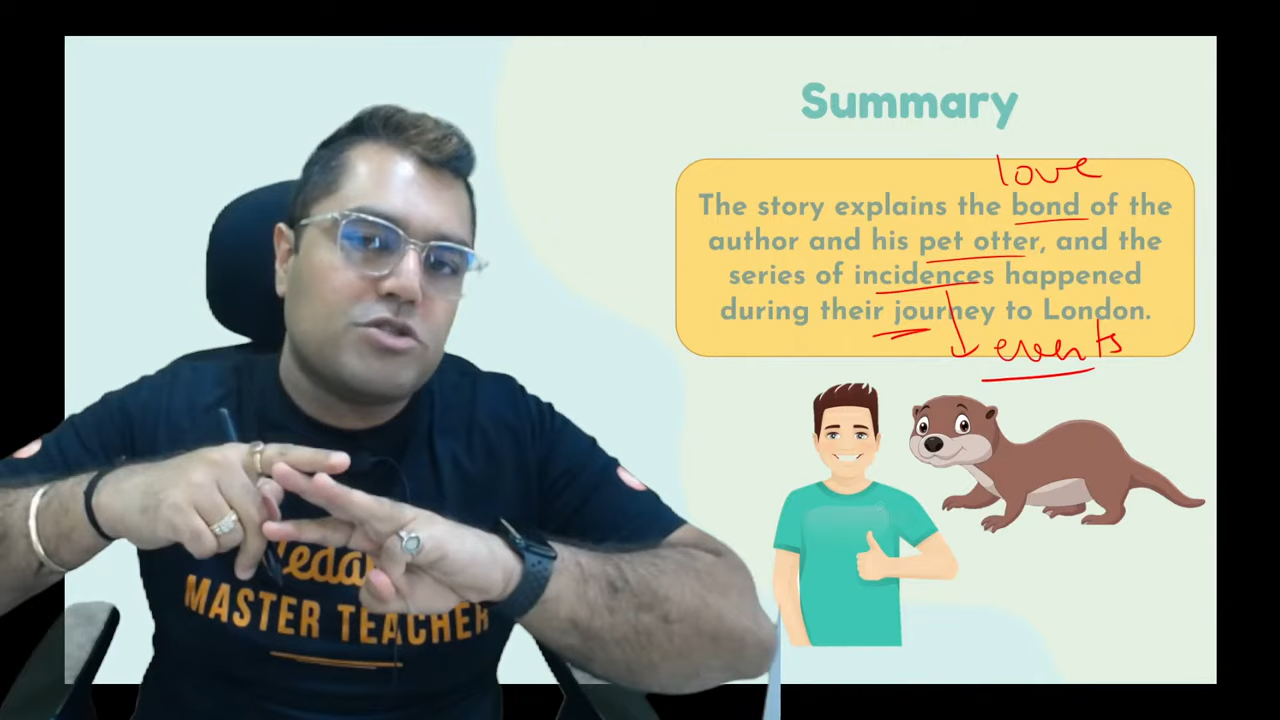 Summary
love
The story explains the bond of the
author and his pet otter, and the
series of incidences happened
during their journey to London.
events
MASTER TEACHER